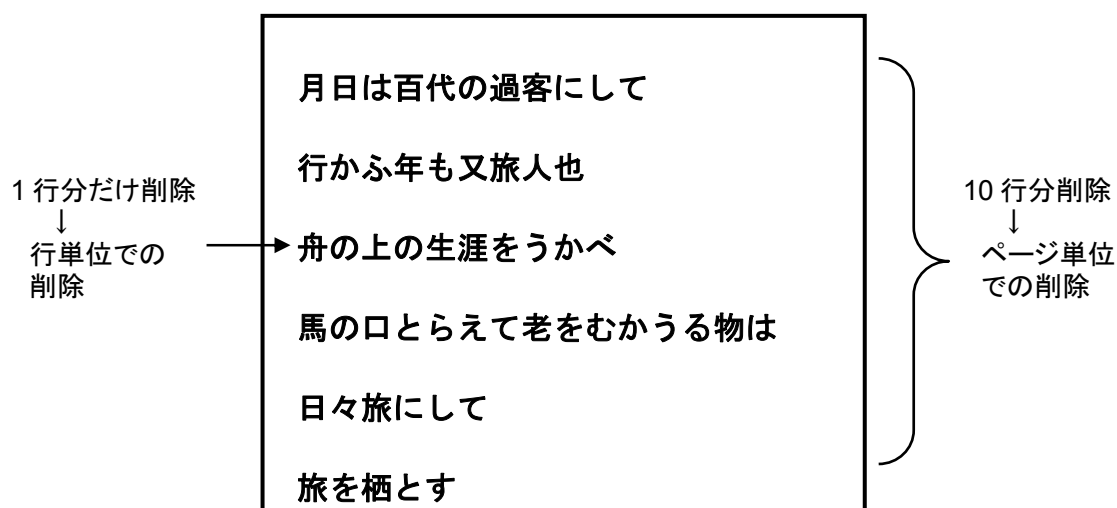 月日は百代の過客にして
行かふ年も又旅人也
1 行分だけ削除
↓
行単位での
削除
舟の上の生涯をうかべ
馬の口とらえて老をむかうる物は
日々旅にして
旅を栖とす
10 行分削除
↓
ページ単位
での削除